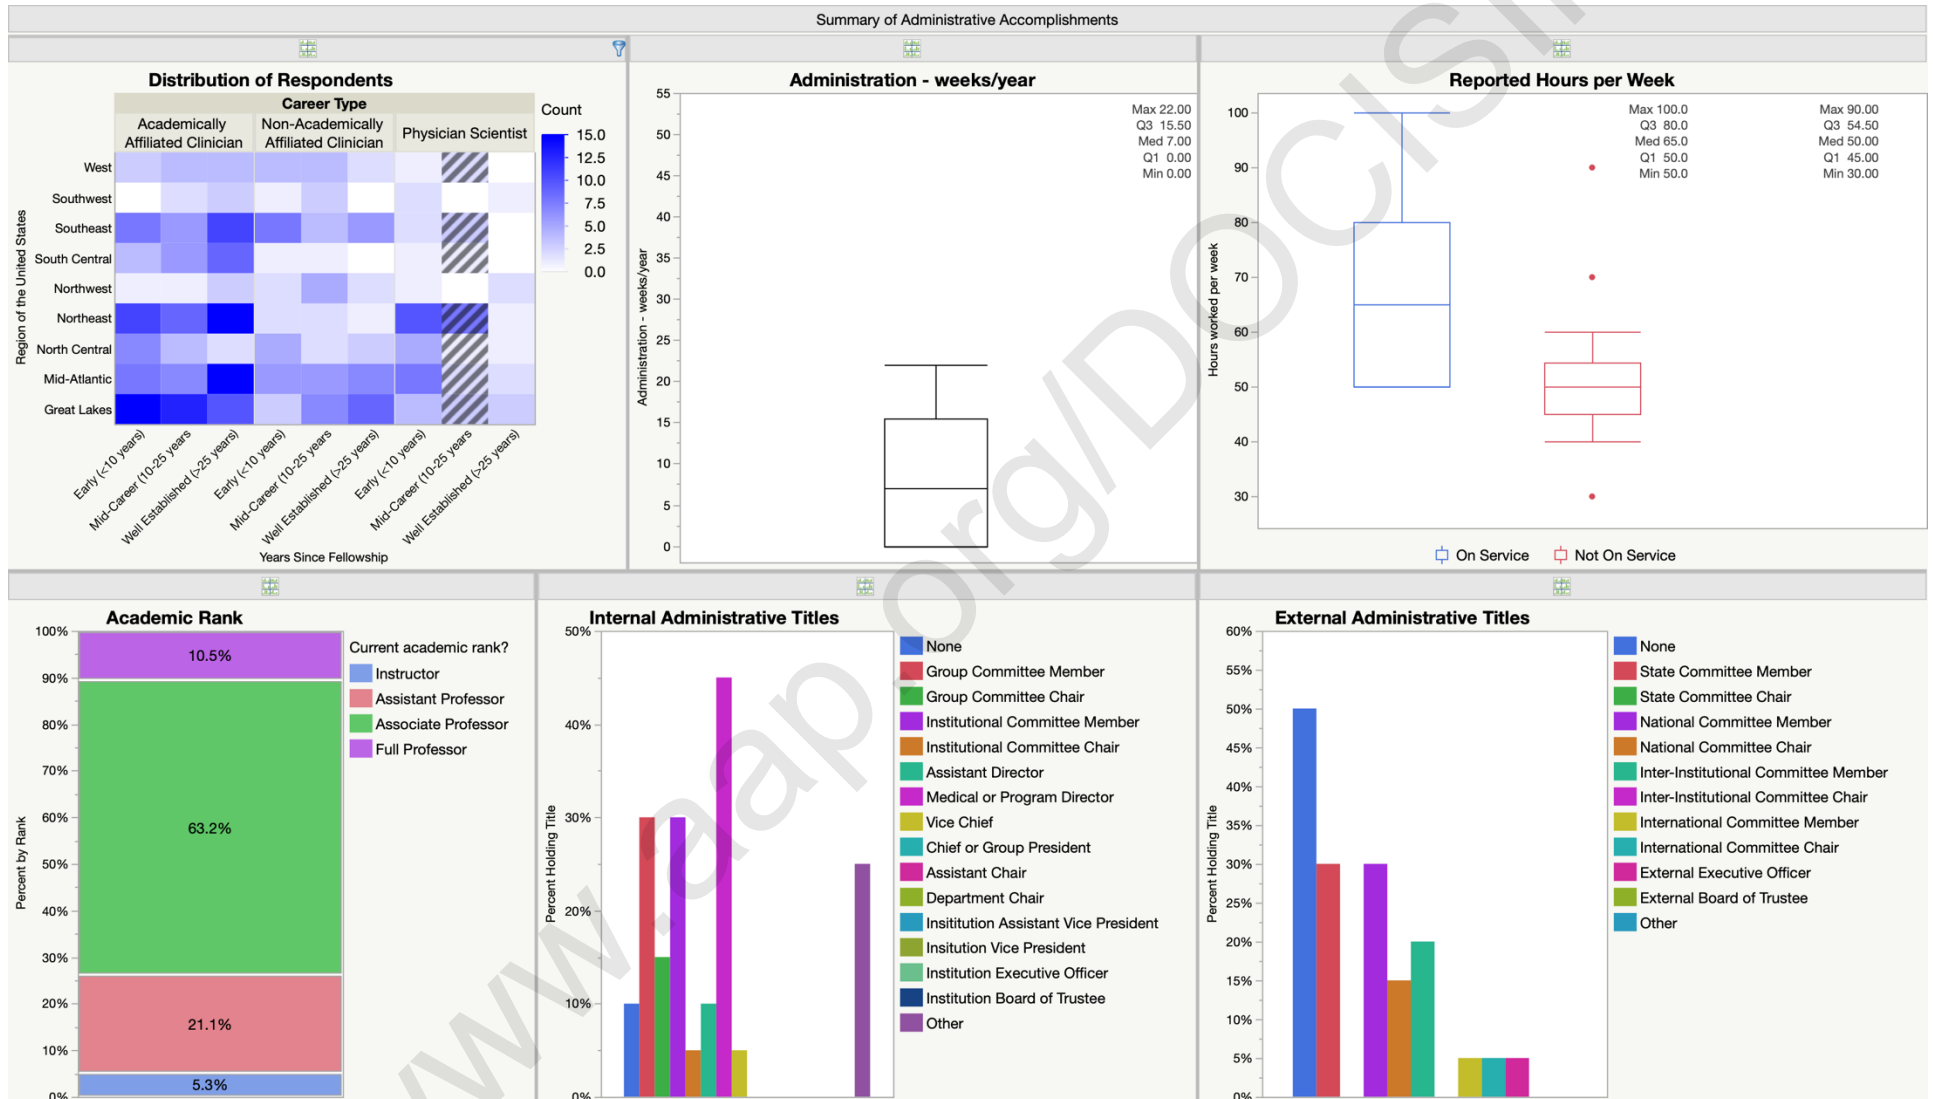 Summary of Administrative Accomplishments
Distribution of Respondents
Career Type
Academically
Affiliated Clinician
Non-Academically
Affiliated Clinician
Physician Scientist
Count
15.0
12.5
10.0
7.5
5.0
2.5
0.0
Region of the United States
West
Southwest
Southeast
South Central
Northwest
Northeast
North Central
Mid-Atlantic
Great Lakes
Early (<10 years)
Mid-Career (10-25 years
Well Established (>25 years)
Early (<10 years)
Mid-Career (10-25 years
Well Established (>25 years)
Early (<10 years)
Mid-Career (10-25 years
Well Established (>25 years)
Years Since Fellowship
Administration - weeks/year
Administration - weeks/year
55
50
45
40
35
30
25
20
15
10
5
0
Max 22.00
Q3 15.50
Med 7.00
Q1 0.00
Min 0.00
Reported Hours per Week
Hours worked per week
100
90
80
70
60
50
40
30
Max 100.0
Q3 80.0
Med 65.0
Q1 50.0
Min 50.0
Max 90.00
Q3 54.50
Med 50.00
Q1 45.00
Min 30.00
On Service
Not On Service
Academic Rank
Percent by Rank
100%
90%
80%
70%
60%
50%
40%
30%
20%
10%
0%
10.5%
63.2%
21.1%
5.3%
Current academic rank?
Instructor
Assistant Professor
Associate Professor
Full Professor
Internal Administrative Titles
Percent Holding Title
50%
40%
30%
20%
10%
0%
None
Group Committee Member
Group Committee Chair
Institutional Committee Member
Institutional Committee Chair
Assistant Director
Medical or Program Director
Vice Chief
Chief or Group President
Assistant Chair
Department Chair
Insititution Assistant Vice President
Insitution Vice President
Institution Executive Officer
Institution Board of Trustee
Other
External Administrative Titles
Percent Holding Title
60%
55%
50%
45%
40%
35%
30%
25%
20%
15%
10%
5%
0%
None
State Committee Member
State Committee Chair
National Committee Member
National Committee Chair
Inter-Institutional Committee Member
Inter-Institutional Committee Chair
International Committee Member
International Committee Chair
External Executive Officer
External Board of Trustee
Other
www.aap.org/DOCISin